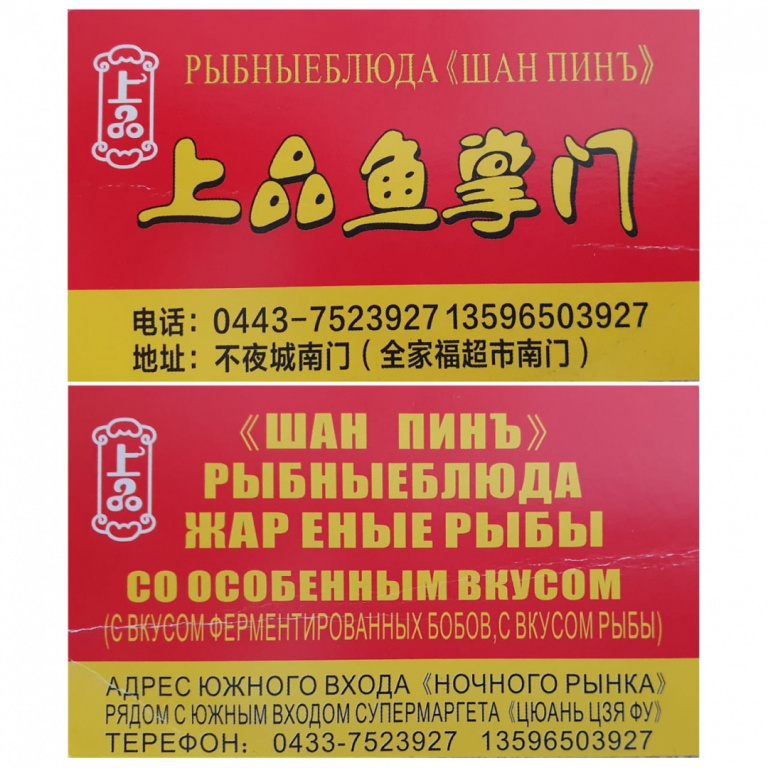 上品
РЫБНЫЕБЛЮДА《ШАН ПИНЪ》
上品鱼掌门
电话：0443-7523927 13596503927
地址：不夜城南门（全家福超市南门）
上品
《ШАН ПИНЪ》
РЫБНЫЕБЛЮДА
ЖАР ЕНЫЕ РЫБЫ
СО ОСОБЕННЫМ ВКУСОМ
(С ВКУСОМ ФЕРМЕНТИРОВАННЫХ БОБОВ, С ВКУСОМ РЫБЫ)
АДРЕС ЮЖНОГО ВХОДА《НОЧНОГО РЫНКА》
РЯДОМ С ЮЖНЫМ ВХОДОМ СУПЕРМАРГЕТА《ЦЮАНЬ ЦЗЯ ФУ》
ТЕРЕФОН: 0433-7523927 13596503927